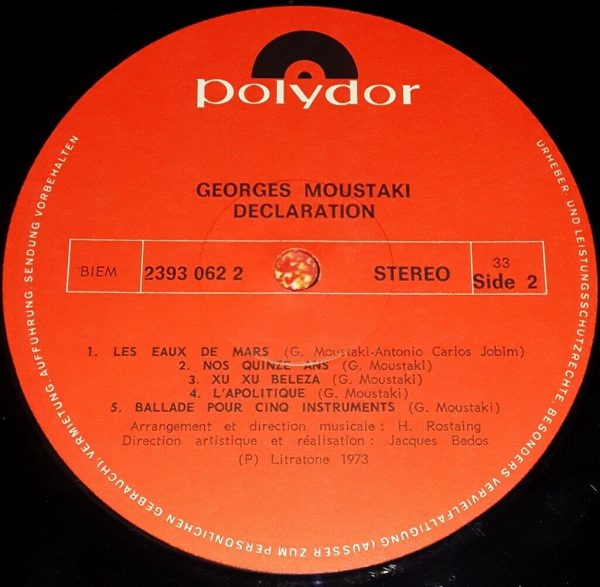 polydor
GEORGES MOUSTAKI
DECLARATION
BIEM
2393 062 2
STEREO
33
Side 2
1. LES EAUX DE MARS (G. Moustaki-Antonio Carlos Jobim)
2. NOS QUINZE ANS (G. Moustaki)
3. XU XU BELEZA (G. Moustaki)
4. L'APOLITIQUE (G. Moustaki)
5. BALLADE POUR CINQ INSTRUMENTS (G. Moustaki)
Arrangement et direction musicale : H. Rostaing
Direction artistique et réalisation : Jacques Bedos
(P) Litratone 1973
URHEBER- UND LEISTUNGSSCHUTZRECHTE BESONDERS VERVIELFÄLTIGUNG (AUSSER ZUM PERSÖNLICHEN GEBRAUCH), VERMIETUNG, AUFFÜHRUNG, SENDUNG VORBEHALTEN